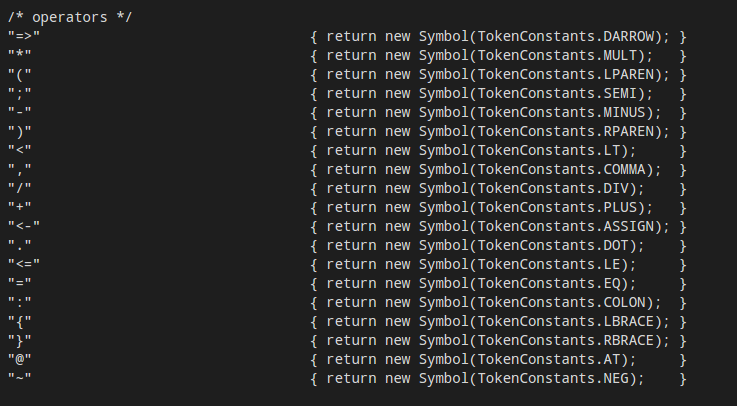 /* operators */
"=>" { return new Symbol(TokenConstants.DARROW); }
"*" { return new Symbol(TokenConstants.MULT); }
"(" { return new Symbol(TokenConstants.LPAREN); }
";" { return new Symbol(TokenConstants.SEMI); }
"-" { return new Symbol(TokenConstants.MINUS); }
")" { return new Symbol(TokenConstants.RPAREN); }
"<" { return new Symbol(TokenConstants.LT); }
"," { return new Symbol(TokenConstants.COMMA); }
"/" { return new Symbol(TokenConstants.DIV); }
"+" { return new Symbol(TokenConstants.PLUS); }
"<-" { return new Symbol(TokenConstants.ASSIGN); }
"." { return new Symbol(TokenConstants.DOT); }
"<=" { return new Symbol(TokenConstants.LE); }
"=" { return new Symbol(TokenConstants.EQ); }
":" { return new Symbol(TokenConstants.COLON); }
"{" { return new Symbol(TokenConstants.LBRACE); }
"}" { return new Symbol(TokenConstants.RBRACE); }
"@" { return new Symbol(TokenConstants.AT); }
"~" { return new Symbol(TokenConstants.NEG); }